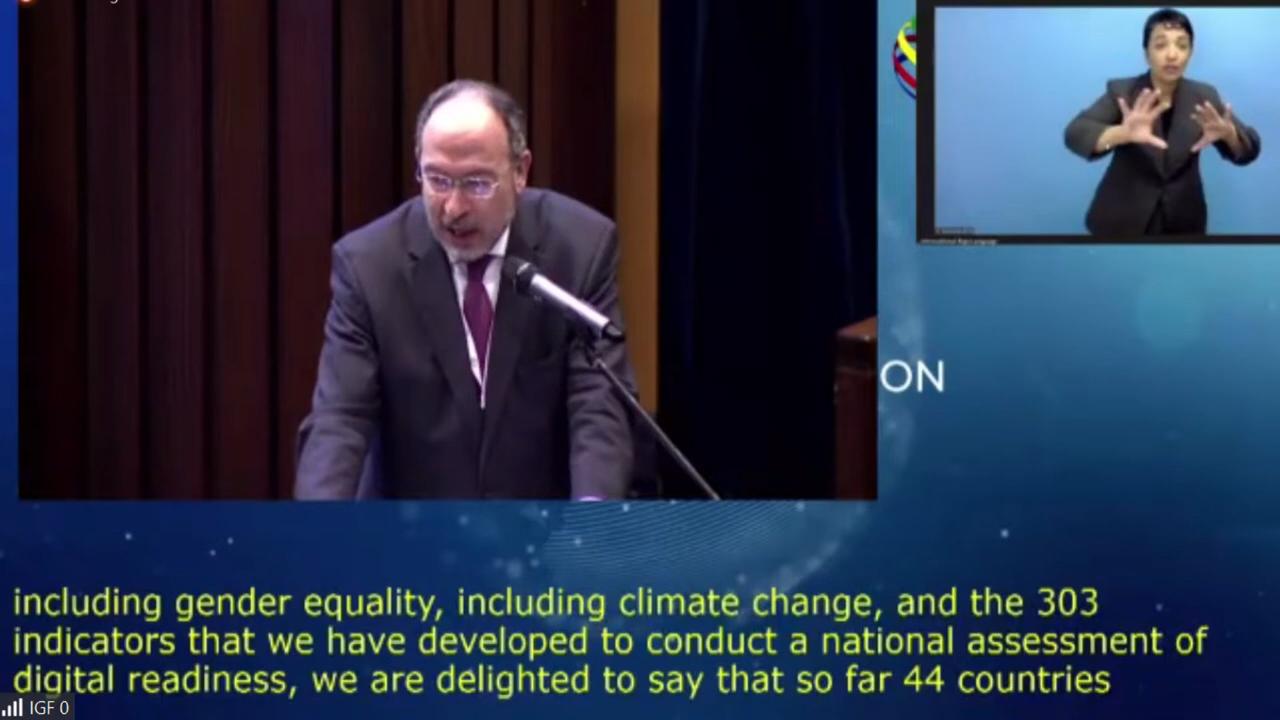 ON
including gender equality, including climate change, and the 303
indicators that we have developed to conduct a national assessment of
digital readiness, we are delighted to say that so far 44 countries
IGF 0